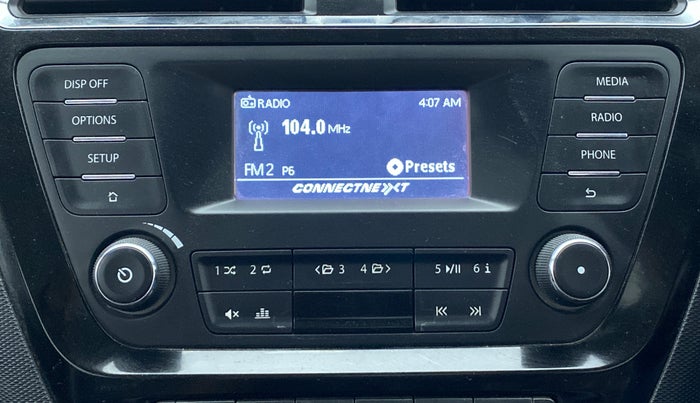 DISP OFF
OPTIONS
SETUP
RADIO 4:07 AM
104.0 MHz
FM2 P6 Presets
CONNECTNEXT
MEDIA
RADIO
PHONE
1 2 3 4 5 6 i